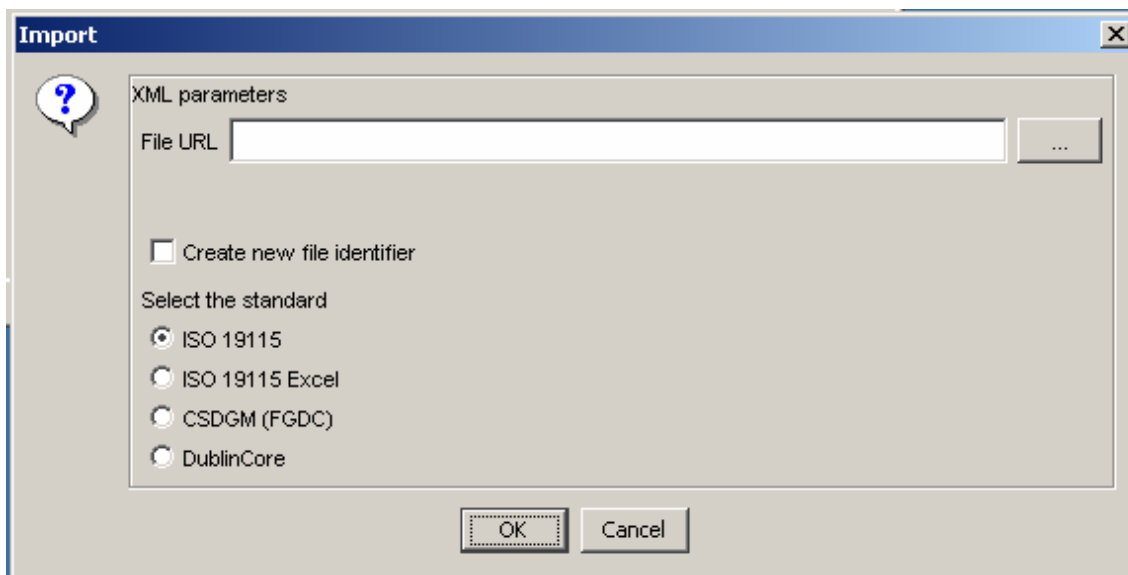 Import
XML parameters
File URL ...
Create new file identifier
Select the standard
ISO 19115
ISO 19115 Excel
CSDGM (FGDC)
DublinCore
OK Cancel